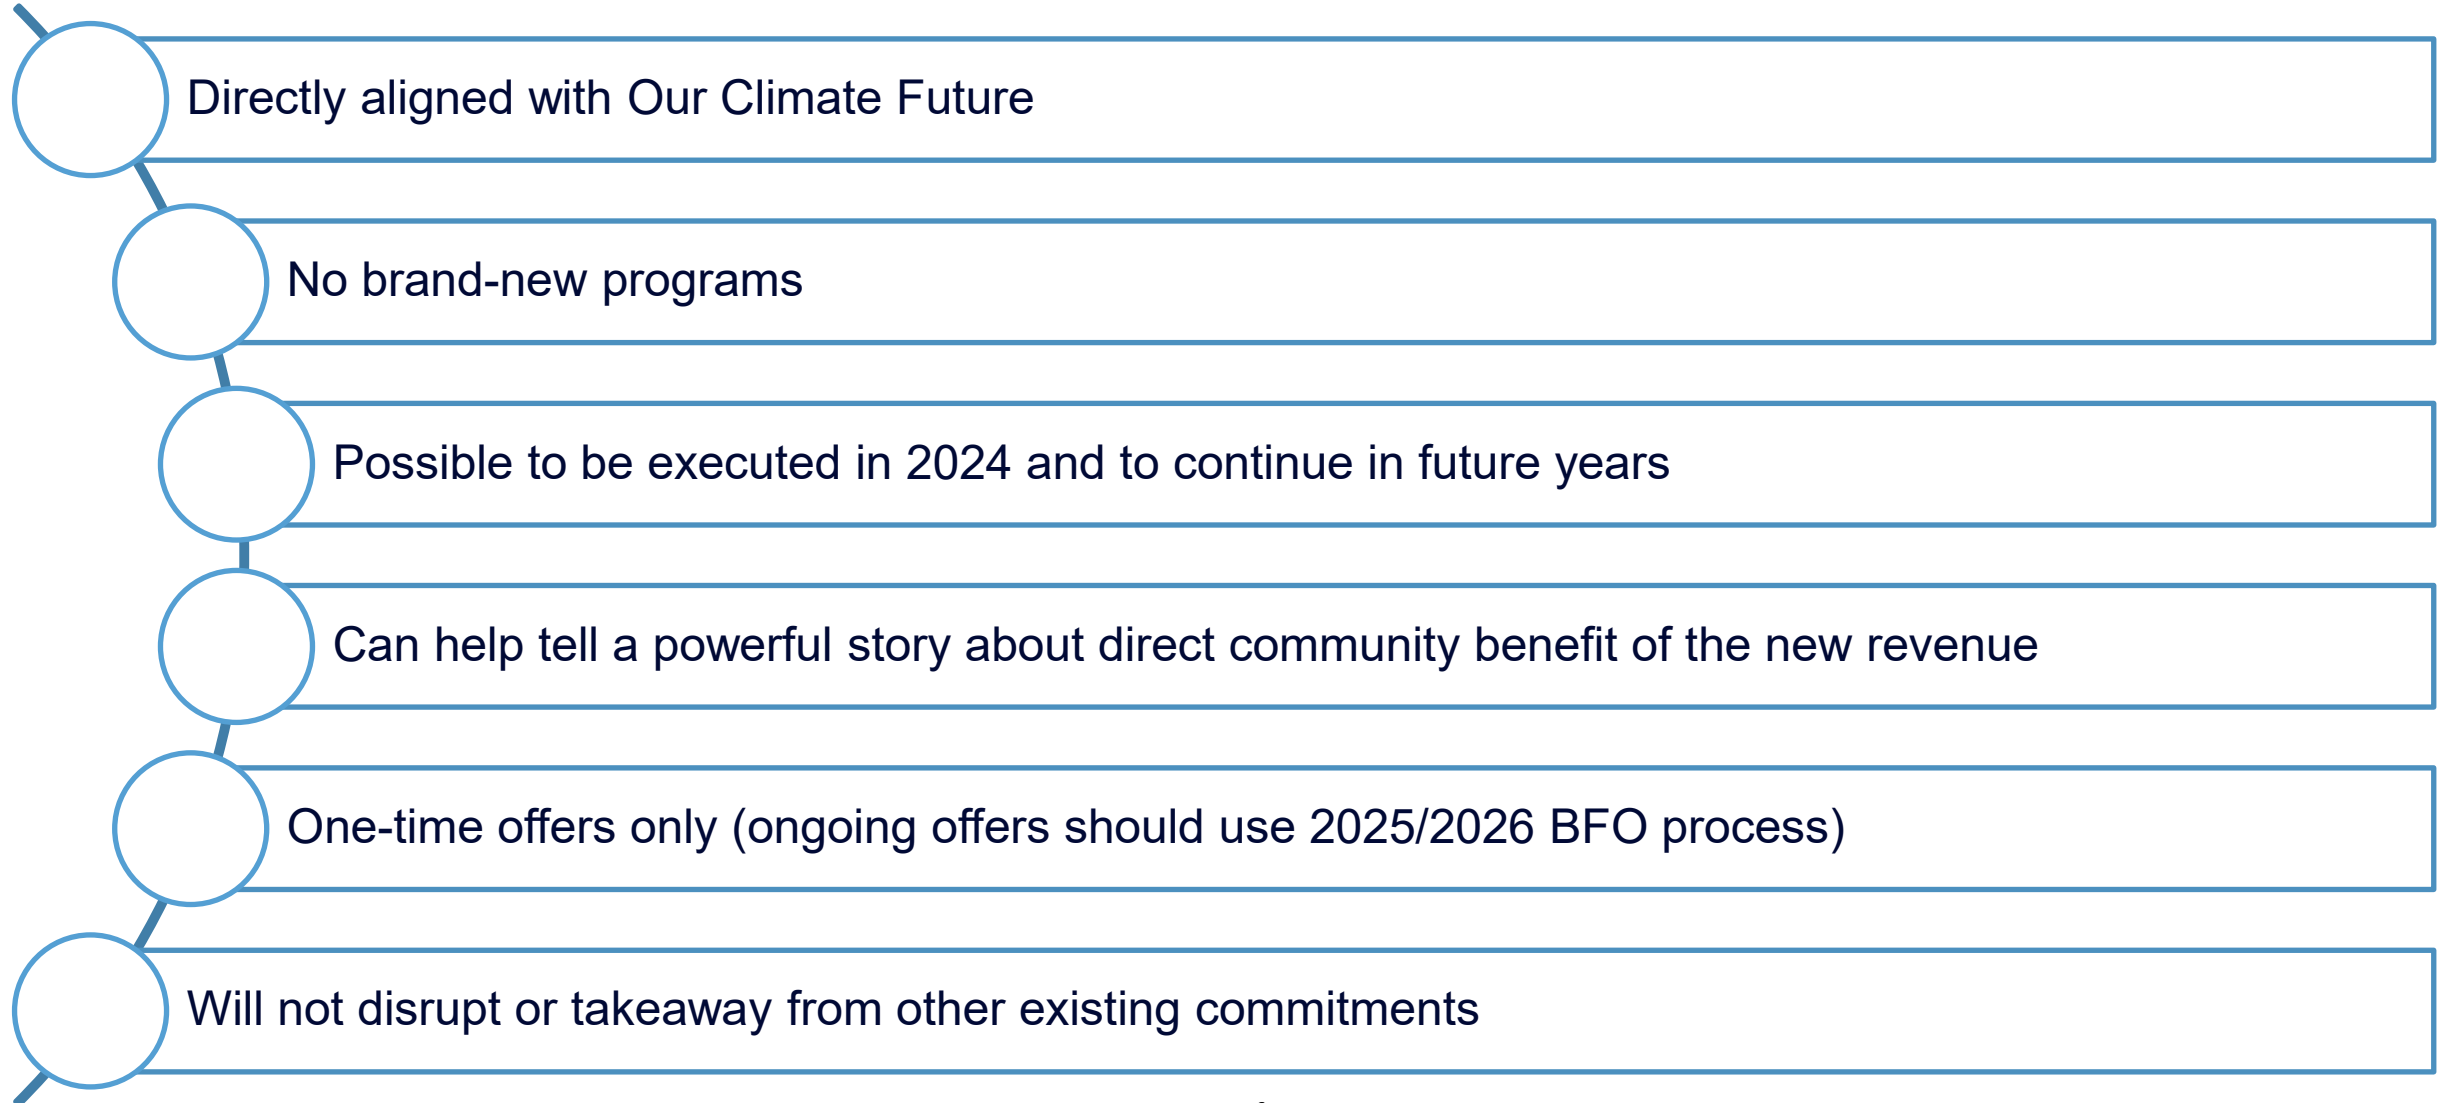 Directly aligned with Our Climate Future
No brand-new programs
Possible to be executed in 2024 and to continue in future years
Can help tell a powerful story about direct community benefit of the new revenue
One-time offers only (ongoing offers should use 2025/2026 BFO process)
Will not disrupt or takeaway from other existing commitments